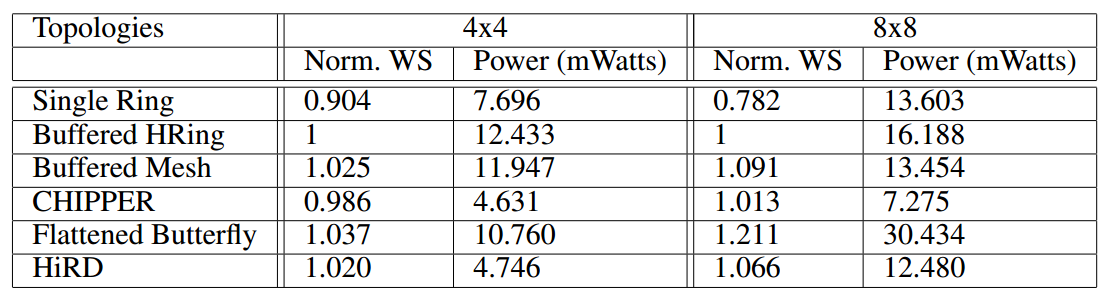 Topologies 4x4 8x8
Norm. WS Power (mWatts) Norm. WS Power (mWatts)
Single Ring 0.904 7.696 0.782 13.603
Buffered HRing 1 12.433 1 16.188
Buffered Mesh 1.025 11.947 1.091 13.454
CHIPPER 0.986 4.631 1.013 7.275
Flattened Butterfly 1.037 10.760 1.211 30.434
HiRD 1.020 4.746 1.066 12.480